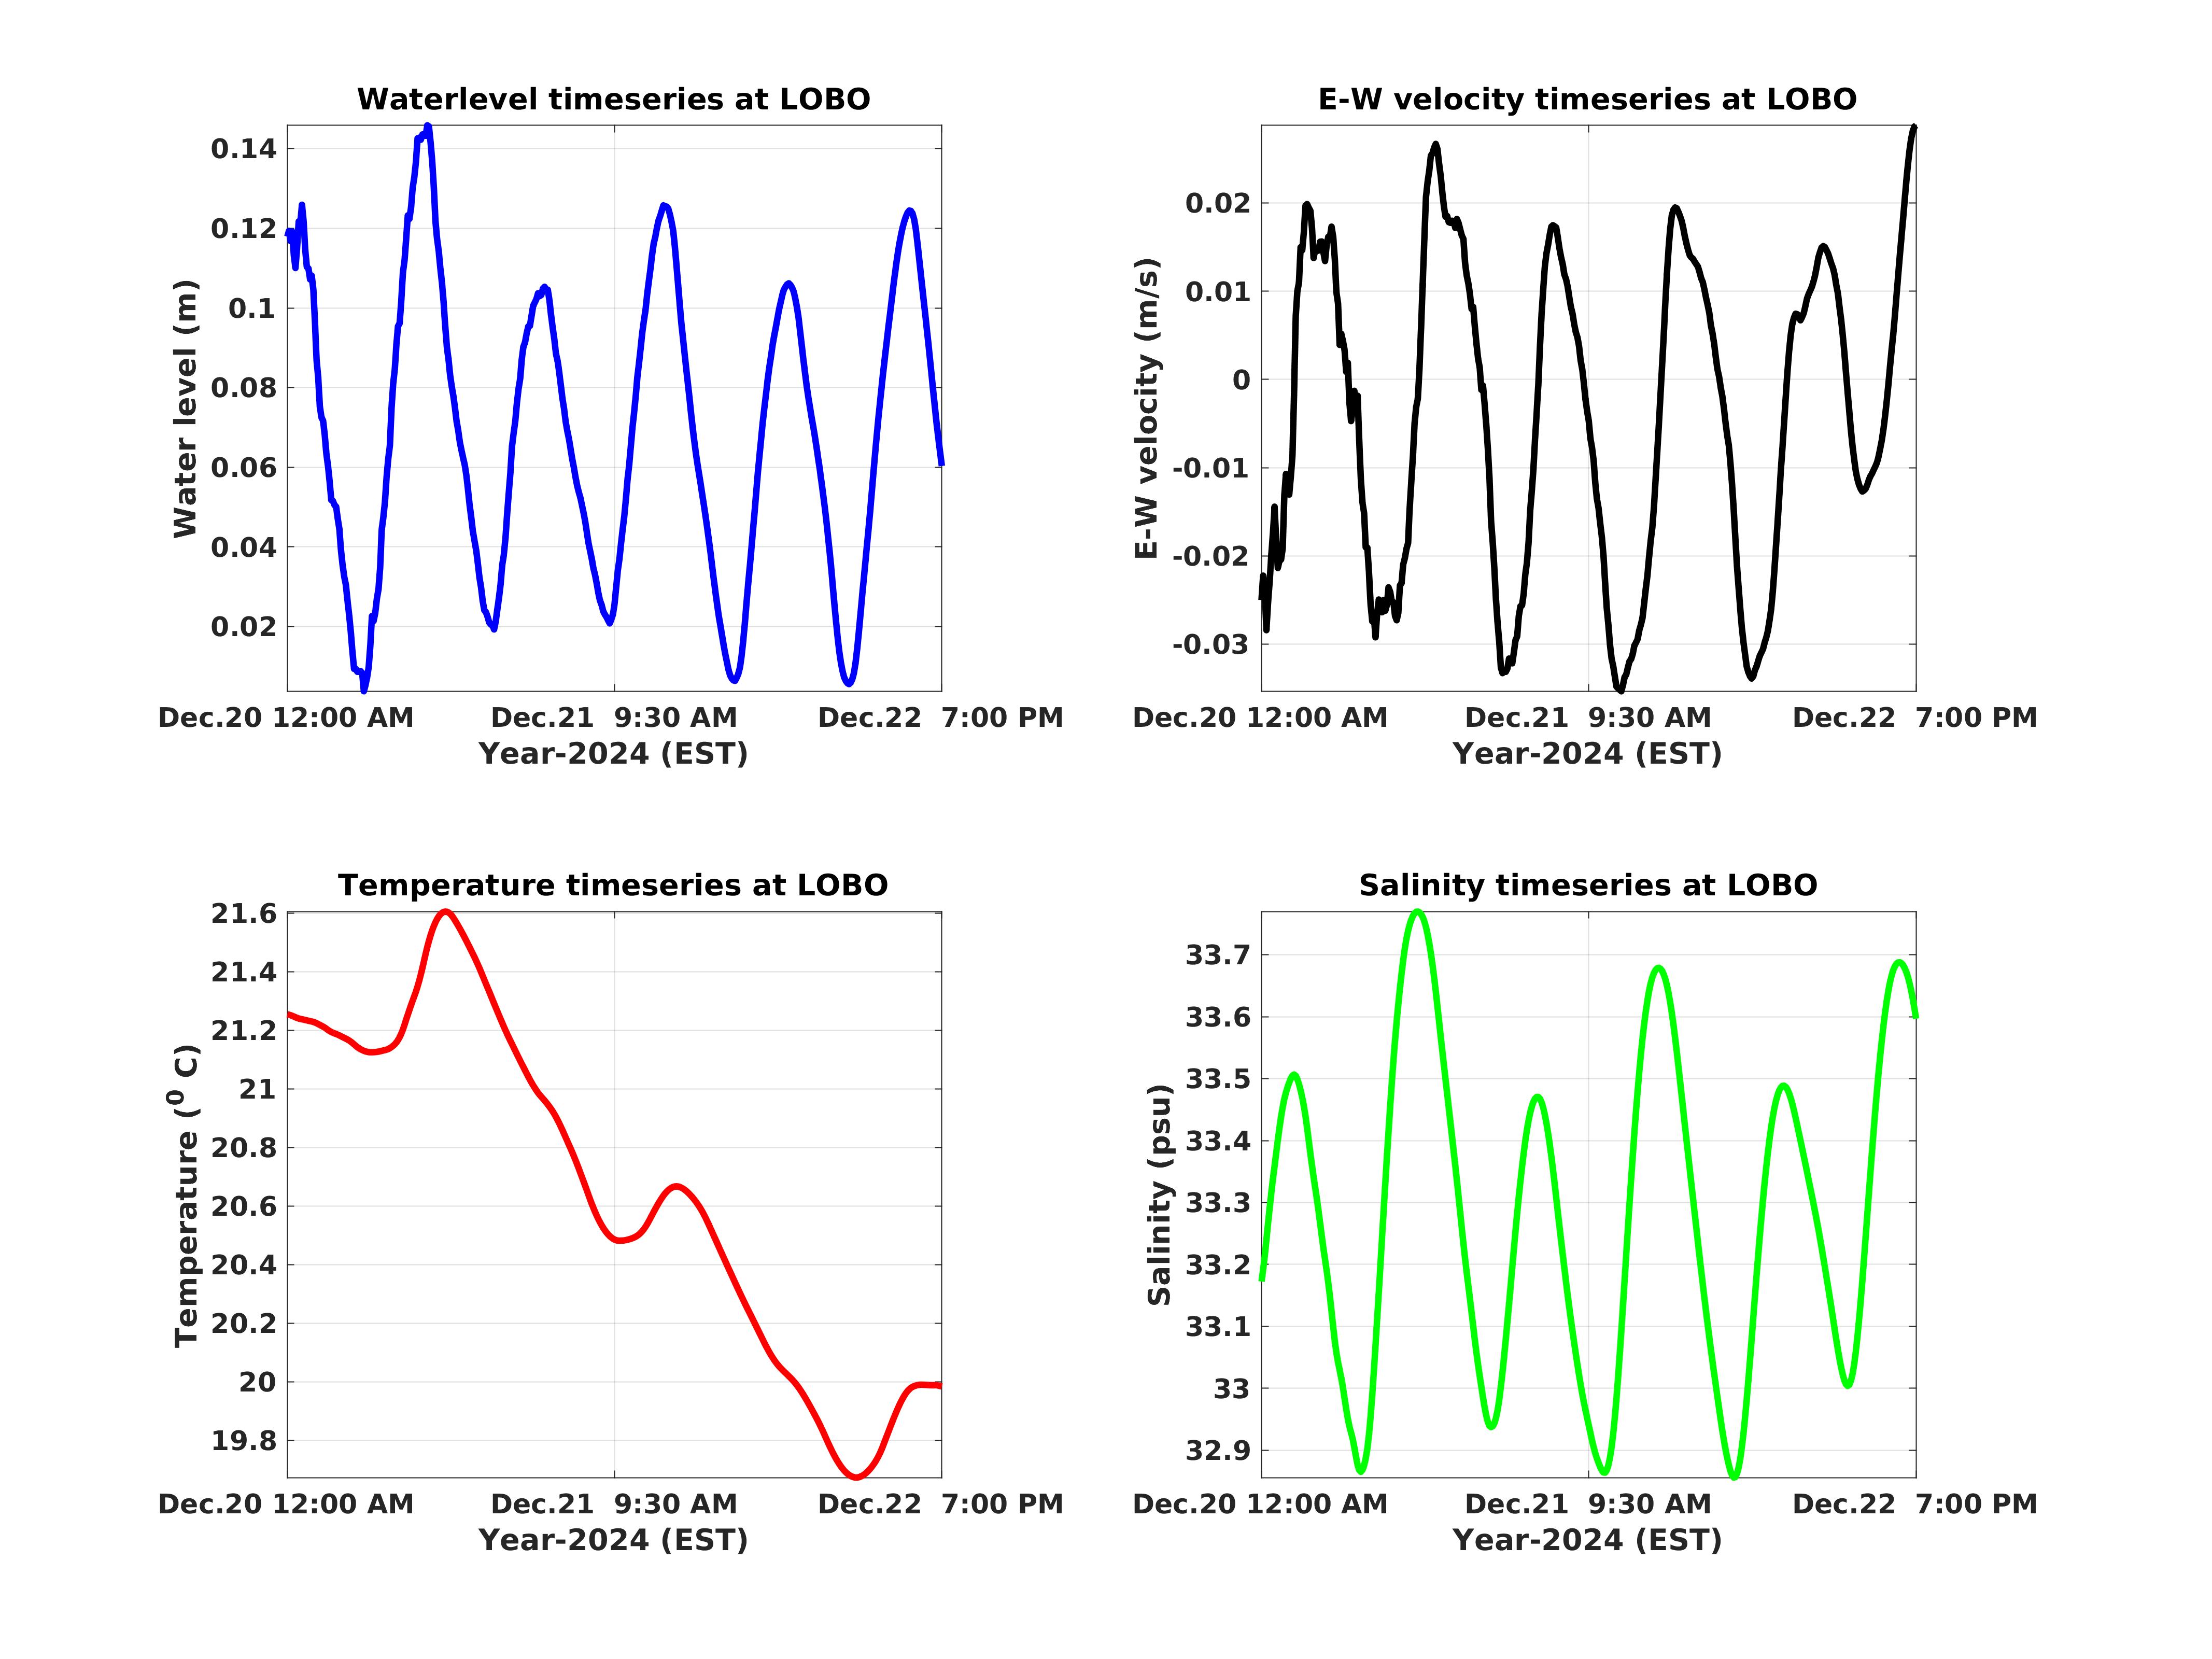 Waterlevel timeseries at LOBO
0.14
0.12
0.1
0.08
0.06
0.04
0.02
Water level (m)
Dec.20 12:00 AM
Dec.21 9:30 AM
Dec.22 7:00 PM
Year-2024 (EST)
E-W velocity timeseries at LOBO
0.02
0.01
0
-0.01
-0.02
-0.03
E-W velocity (m/s)
Dec.20 12:00 AM
Dec.21 9:30 AM
Dec.22 7:00 PM
Year-2024 (EST)
Temperature timeseries at LOBO
21.6
21.4
21.2
21
20.8
20.6
20.4
20.2
20
19.8
Temperature (⁰ C)
Dec.20 12:00 AM
Dec.21 9:30 AM
Dec.22 7:00 PM
Year-2024 (EST)
Salinity timeseries at LOBO
33.7
33.6
33.5
33.4
33.3
33.2
33.1
33
32.9
Salinity (psu)
Dec.20 12:00 AM
Dec.21 9:30 AM
Dec.22 7:00 PM
Year-2024 (EST)